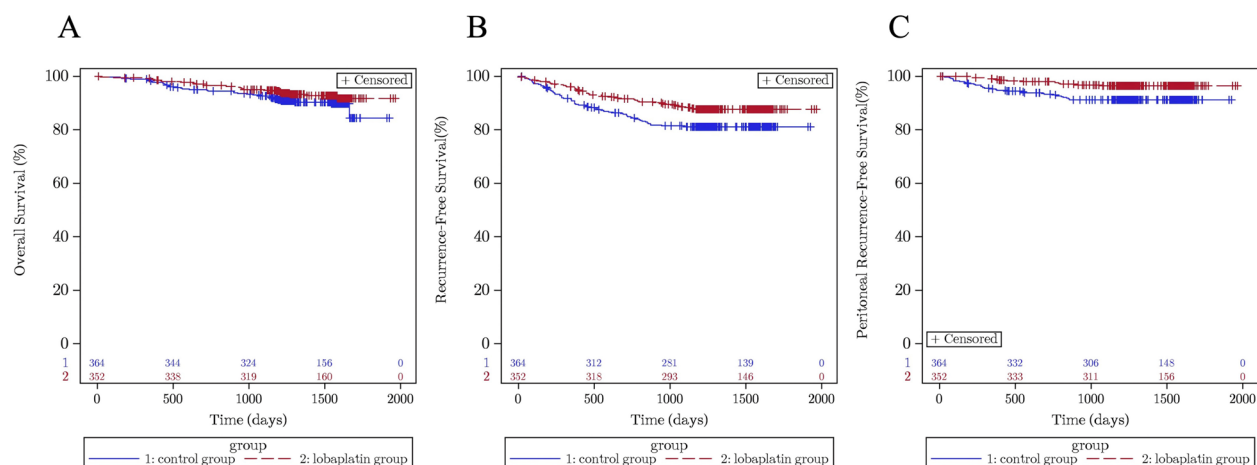 A
100
80
60
40
20
0
Overall Survival (%)
+ Censored
1 364 344 324 156 0
2 352 338 319 160 0
0 500 1000 1500 2000
Time (days)
group
1: control group 2: lobaplatin group
B
100
80
60
40
20
0
Recurrence-Free Survival(%)
+ Censored
1 364 312 281 139 0
2 352 318 293 146 0
0 500 1000 1500 2000
Time (days)
group
1: control group 2: lobaplatin group
C
100
80
60
40
20
0
Peritoneal Recurrence-Free Survival(%)
+ Censored
1 364 332 306 148 0
2 352 333 311 156 0
0 500 1000 1500 2000
Time (days)
group
1: control group 2: lobaplatin group